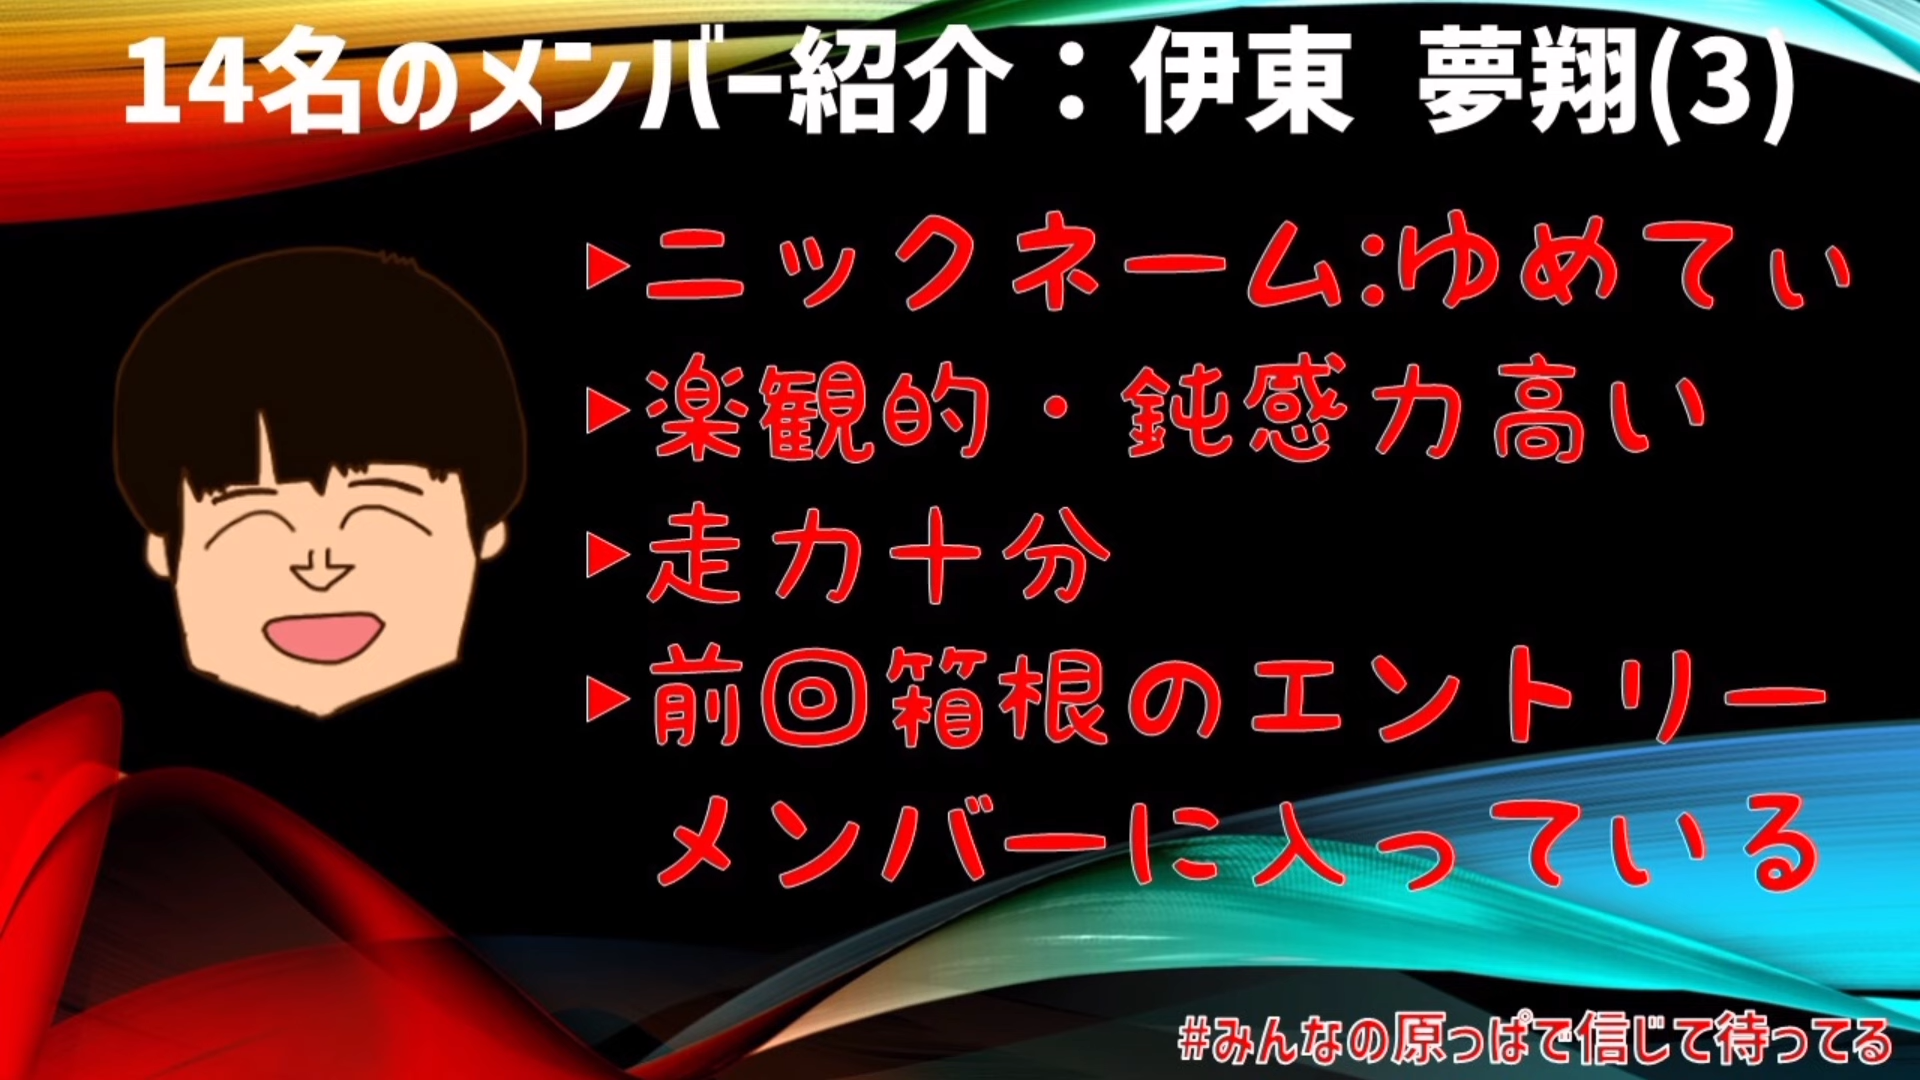 14名のメンバー紹介：伊東 夢翔(3)
▶ニックネーム:ゆめてぃ
▶楽観的・鈍感力高い
▶走力十分
▶前回箱根のエントリー
メンバーに入っている
#みんなの原っぱで信じて待ってる